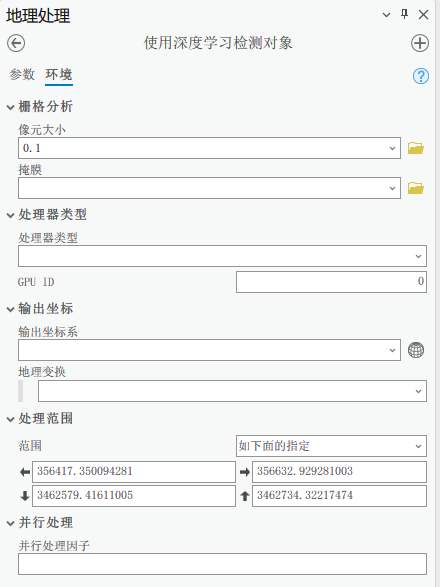 地理处理
使用深度学习检测对象
参数 环境
栅格分析
像元大小
0.1
掩膜
处理器类型
处理器类型
GPU ID 0
输出坐标
输出坐标系
地理变换
处理范围
范围 如下面的指定
356417.350094281 356632.929281003
3462579.41611005 3462734.32217474
并行处理
并行处理因子